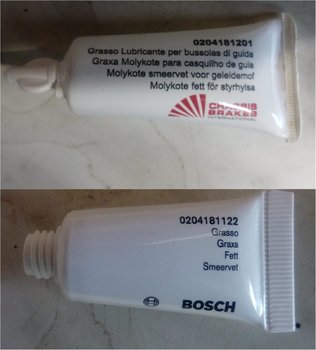 0204181201
Grasso Lubricante per bussolas di guida
Graxa Molykote para casquilho de guia
Molykote smeervet voor geleidemof
Molykote fett för styrhylsa
CHASSIS
BRAKES
INTERNATIONAL
0204181122
Grasso
Graxa
Fett
Smeervet
BOSCH